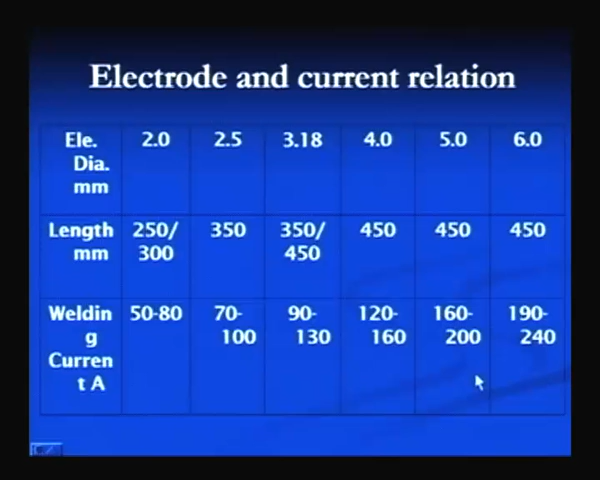 Electrode and current relation
Ele. Dia. mm 2.0 2.5 3.18 4.0 5.0 6.0
Length mm 250/ 300 350 350/ 450 450 450 450
Weldin g Curren t A 50-80 70- 100 90- 130 120- 160 160- 200 190- 240